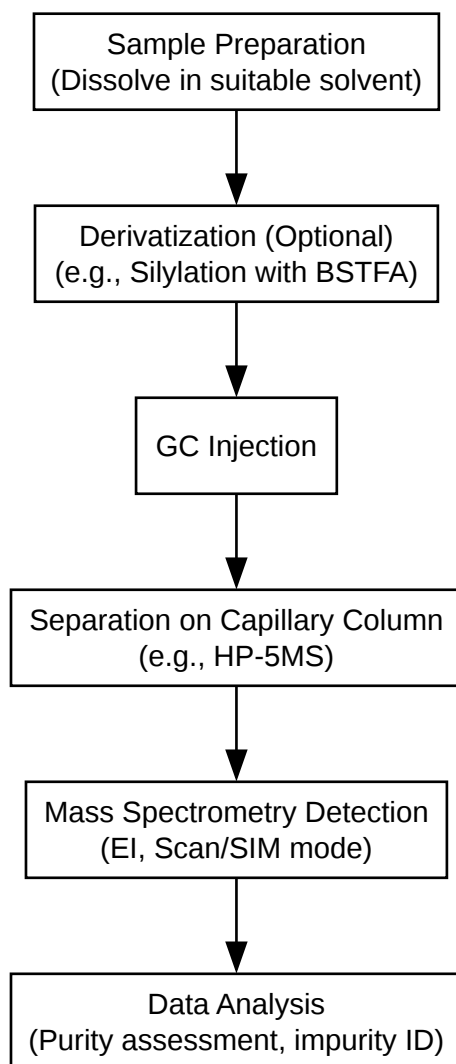 Sample Preparation
(Dissolve in suitable solvent)
Derivatization (Optional)
(e.g., Silylation with BSTFA)
GC Injection
Separation on Capillary Column
(e.g., HP-5MS)
Mass Spectrometry Detection
(EI, Scan/SIM mode)
Data Analysis
(Purity assessment, impurity ID)